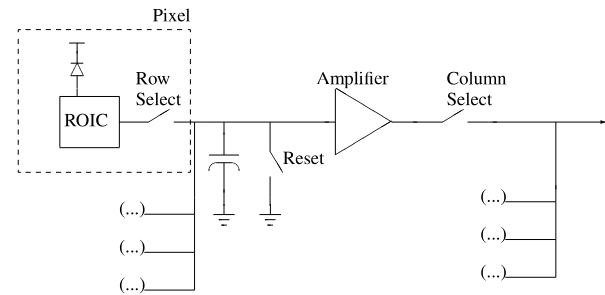 Pixel
Row
Select
ROIC
Amplifier
Column
Select
Reset
(...)
(...)
(...)
(...)
(...)
(...)